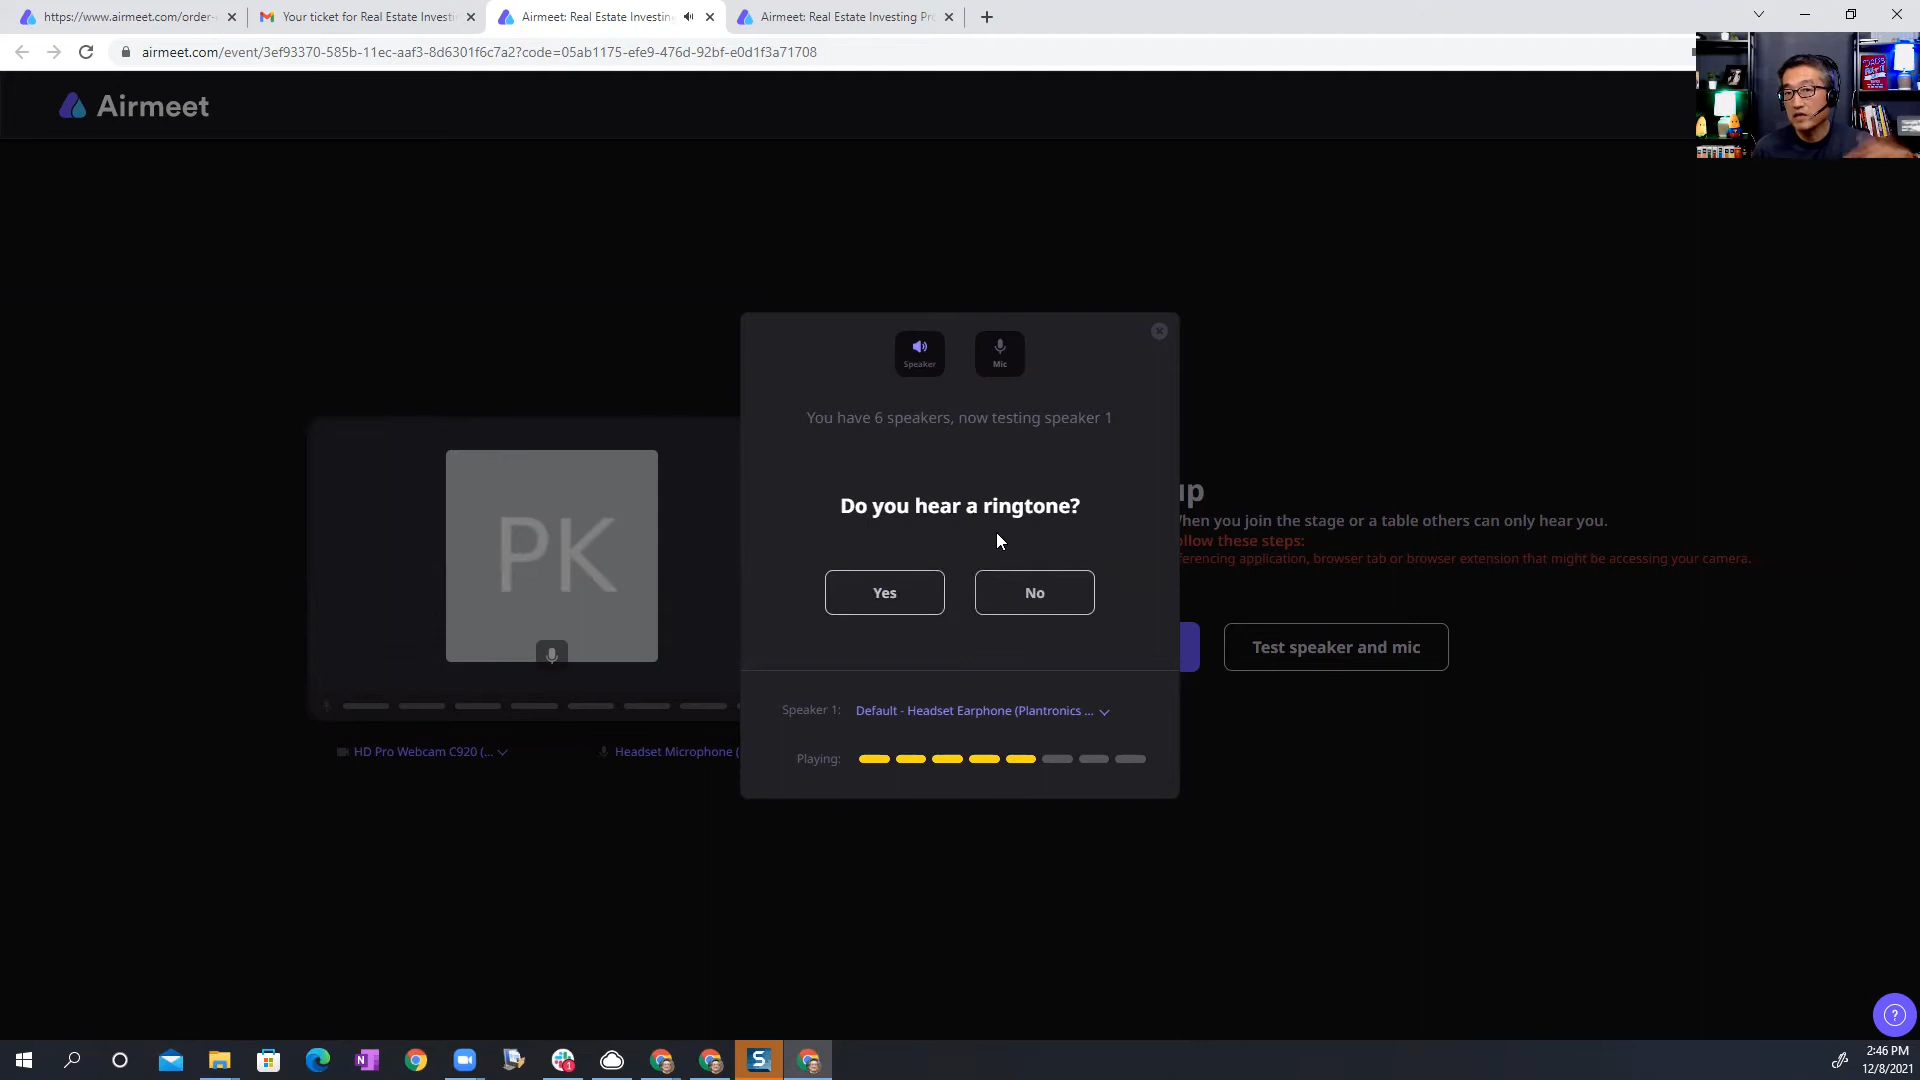 https://www.airmeet.com/order-
Your ticket for Real Estate Investi
Airmeet: Real Estate Investin
Airmeet: Real Estate Investing Pr
airmeet.com/event/3ef93370-585b-11ec-aaf3-8d6301f6c7a2?code=05ab1175-efe9-476d-92bf-e0d1f3a71708
Airmeet
Speaker
Mic
You have 6 speakers, now testing speaker 1
Do you hear a ringtone?
Yes
No
Speaker 1:
Default - Headset Earphone (Plantronics ...
Playing:
PK
HD Pro Webcam C920 (...
Headset Microphone (
up
hen you join the stage or a table others can only hear you.
ollow these steps:
ferencing application, browser tab or browser extension that might be accessing your camera.
Test speaker and mic
?
2:46 PM
12/8/2021